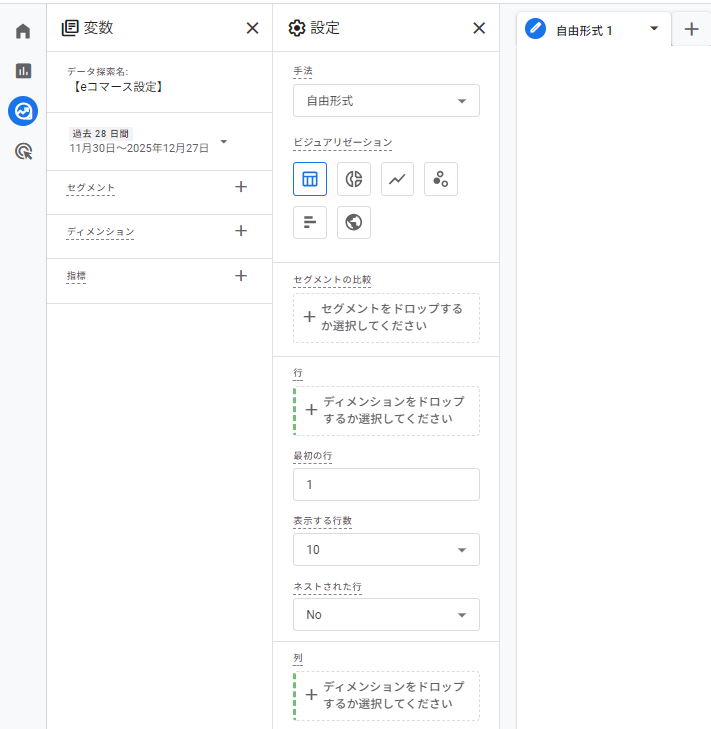 変数
データ探索名:
【eコマース設定】
過去 28 日間
11月30日～2025年12月27日
セグメント
ディメンション
指標
設定
手法
自由形式
ビジュアリゼーション
セグメントの比較
セグメントをドロップする
か選択してください
行
ディメンションをドロップ
するか選択してください
最初の行
1
表示する行数
10
ネストされた行
No
列
ディメンションをドロップ
するか選択してください
自由形式 1